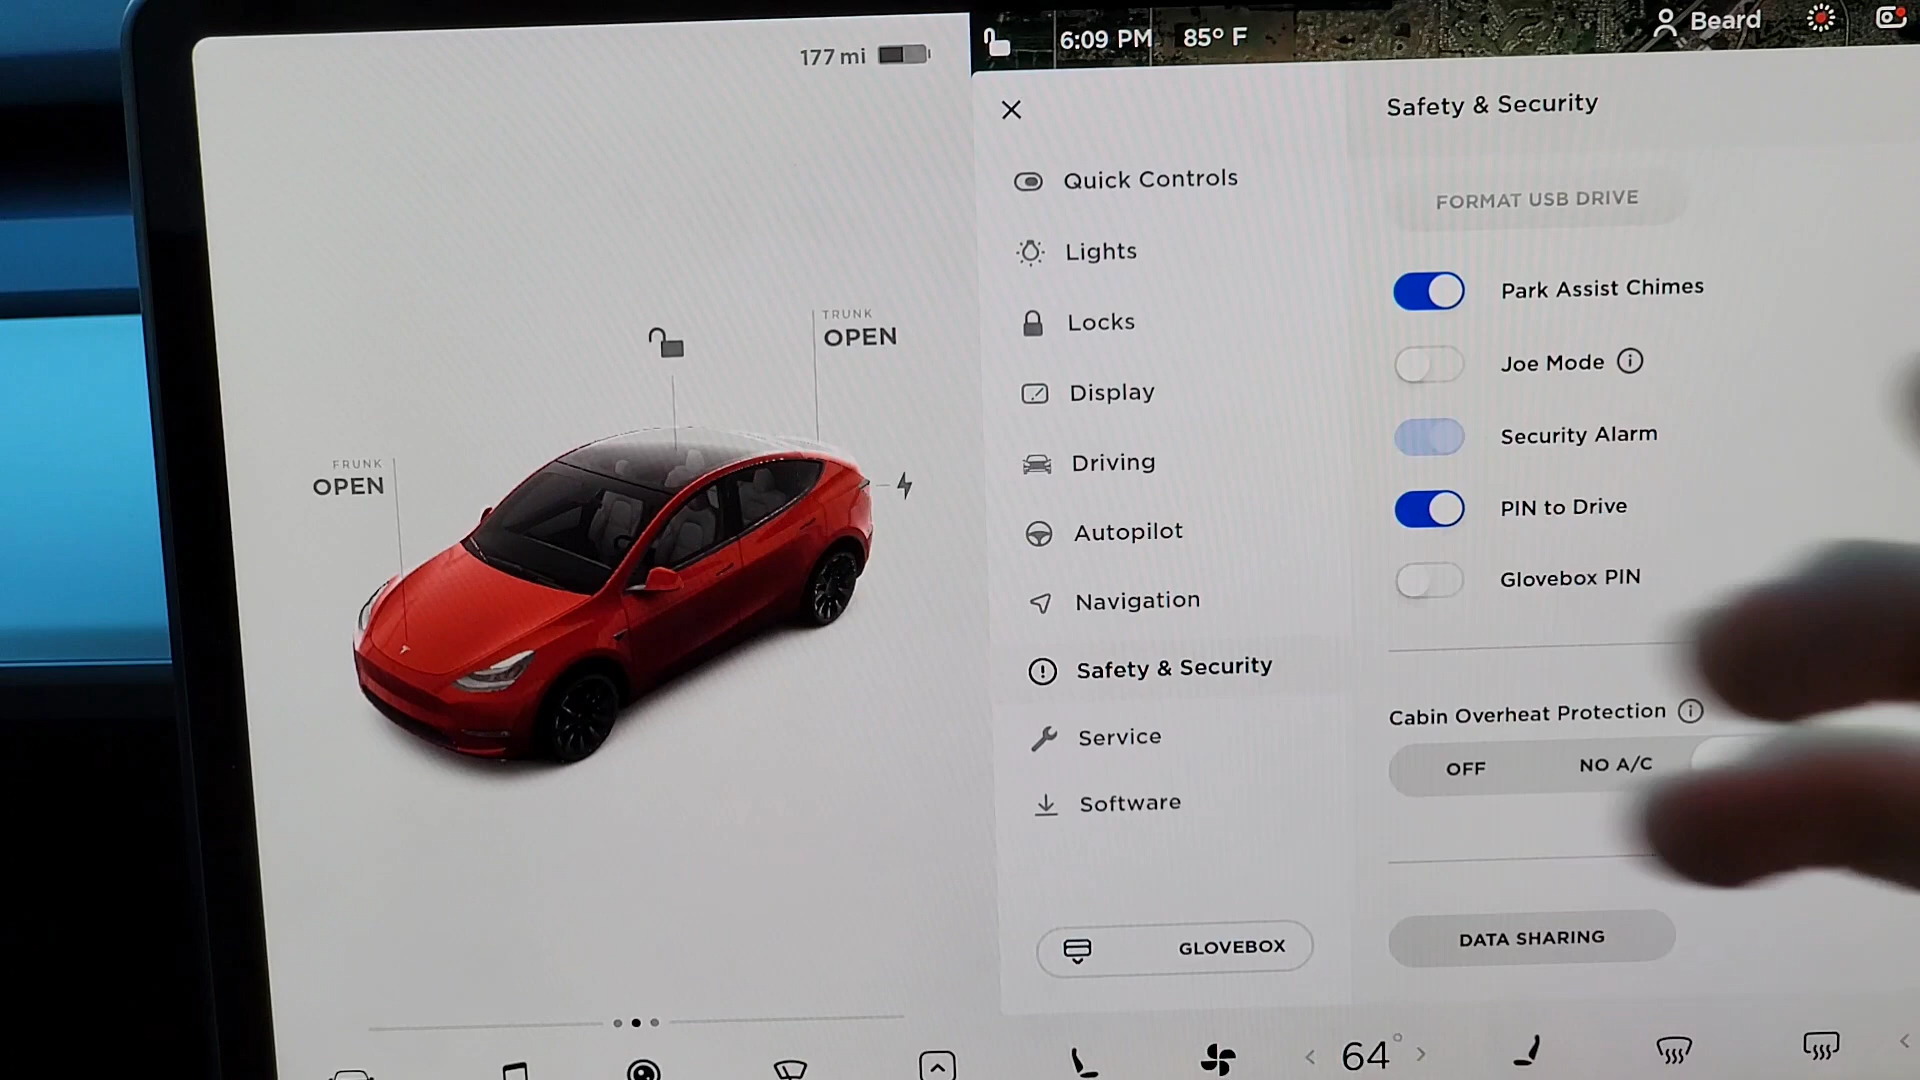 177 mi
6:09 PM 85° F
Beard
Safety & Security
Quick Controls
Lights
Locks
Display
Driving
Autopilot
Navigation
Safety & Security
Service
Software
GLOVEBOX
FORMAT USB DRIVE
Park Assist Chimes
Joe Mode
Security Alarm
PIN to Drive
Glovebox PIN
Cabin Overheat Protection
OFF NO A/C
DATA SHARING
TRUNK
OPEN
FRUNK
OPEN
64°